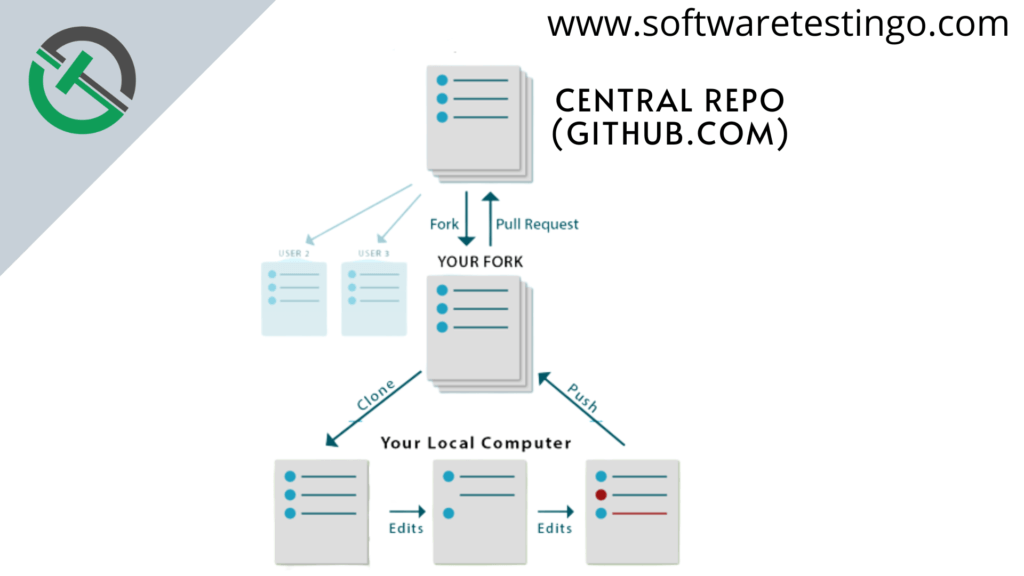 www.softwaretestingo.com
CENTRAL REPO
(GITHUB.COM)
Fork
Pull Request
USER 2
USER 3
YOUR FORK
Clone
Push
Your Local Computer
Edits
Edits